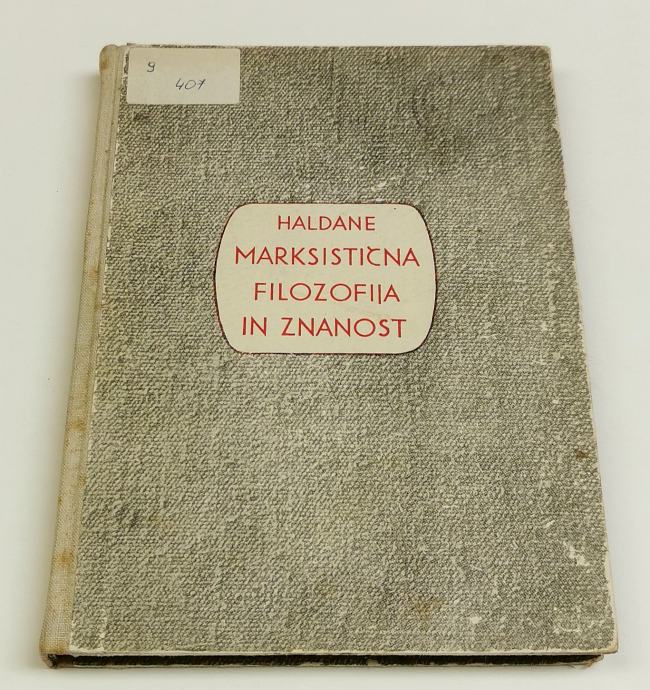 9
407
HALDANE
MARKSISTIČNA
FILOZOFIJA
IN ZNANOST